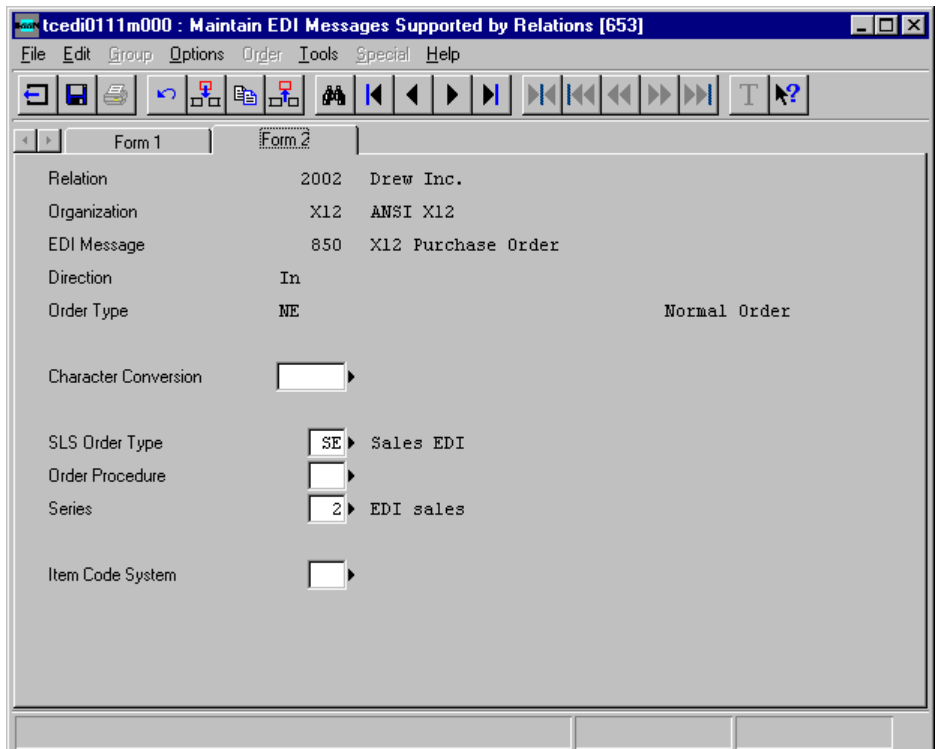 tcedi0111m000 : Maintain EDI Messages Supported by Relations [653]
File Edit Group Options Order Tools Special Help
T ?
Form 1 Form 2
Relation 2002 Drew Inc.
Organization X12 ANSI X12
EDI Message 850 X12 Purchase Order
Direction In
Order Type NE Normal Order
Character Conversion
SLS Order Type SE Sales EDI
Order Procedure
Series 2 EDI sales
Item Code System